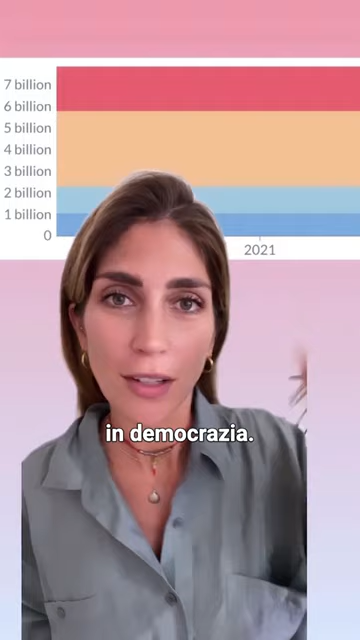 7 billion
6 billion
5 billion
4 billion
3 billion
2 billion
1 billion
0
2021
in democrazia.